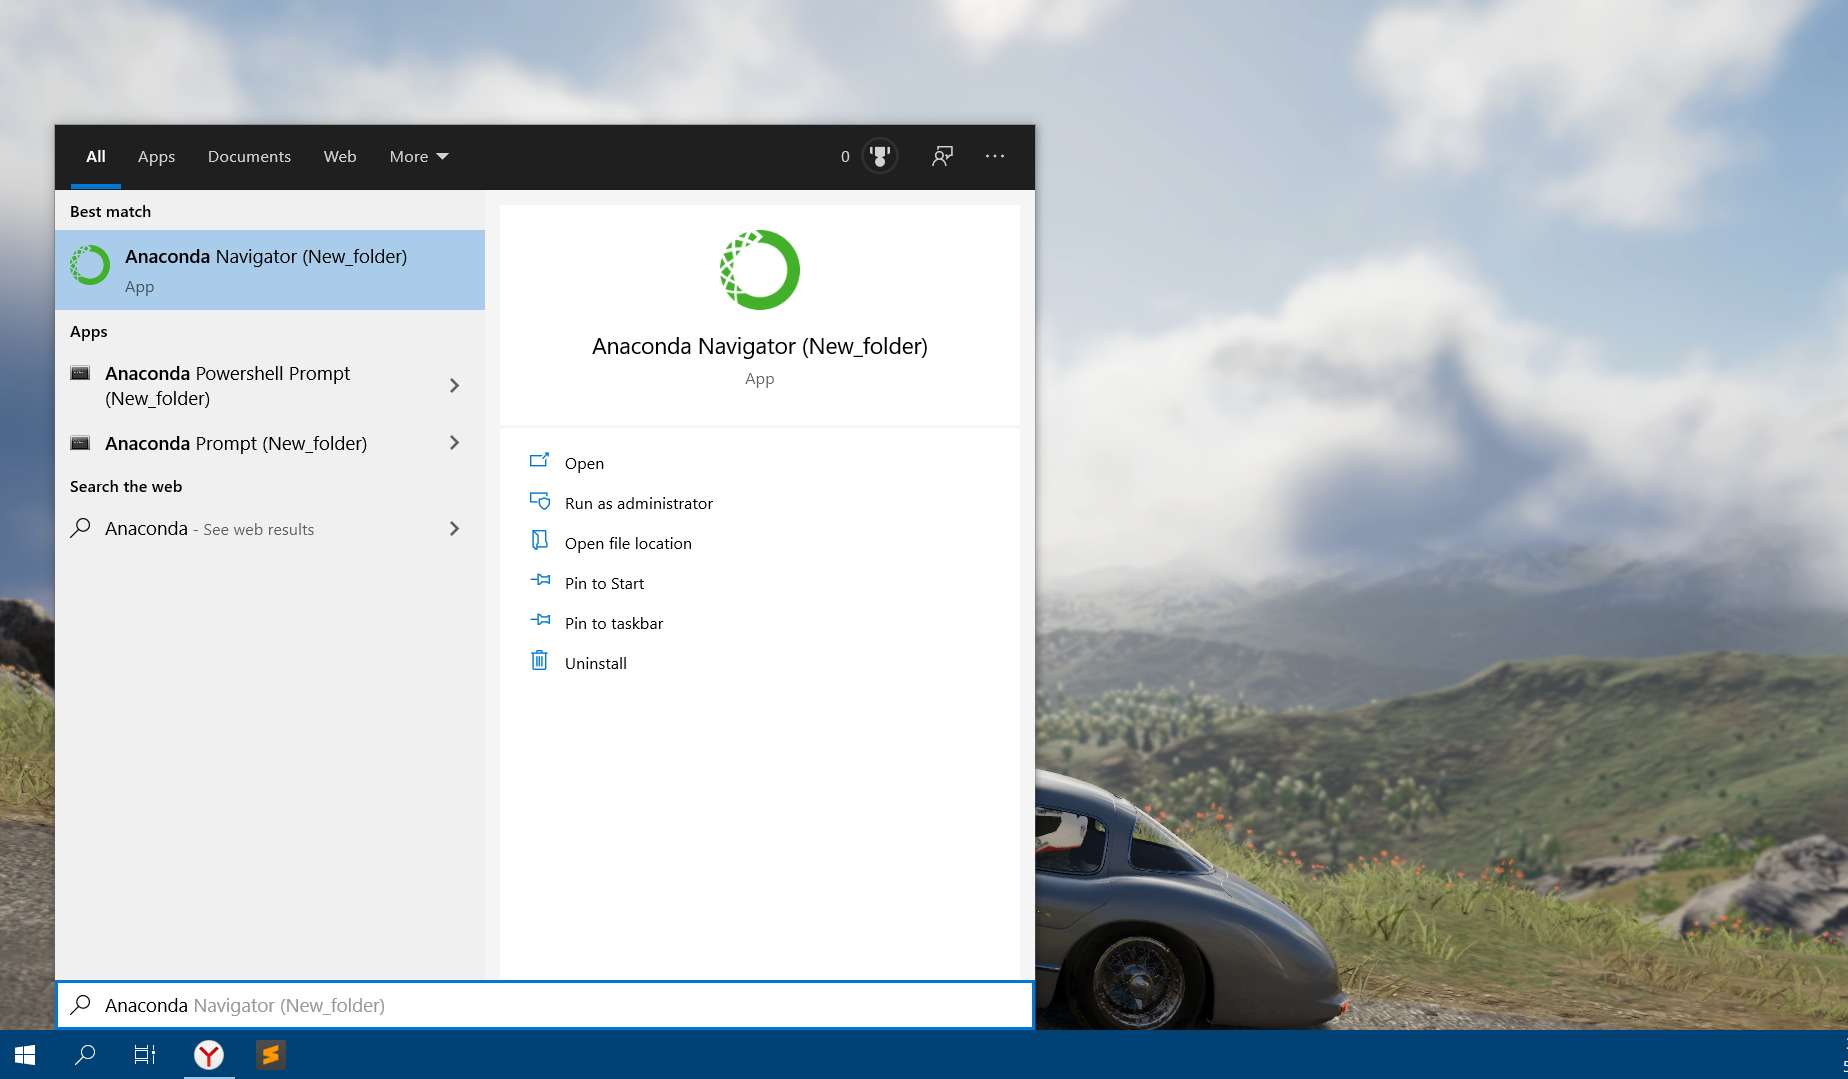 All Apps Documents Web More 0
Best match
Anaconda Navigator (New_folder)
App
Apps
Anaconda Powershell Prompt
(New_folder)
Anaconda Prompt (New_folder)
Search the web
Anaconda - See web results
Anaconda Navigator (New_folder)
App
Open
Run as administrator
Open file location
Pin to Start
Pin to taskbar
Uninstall
Anaconda Navigator (New_folder)